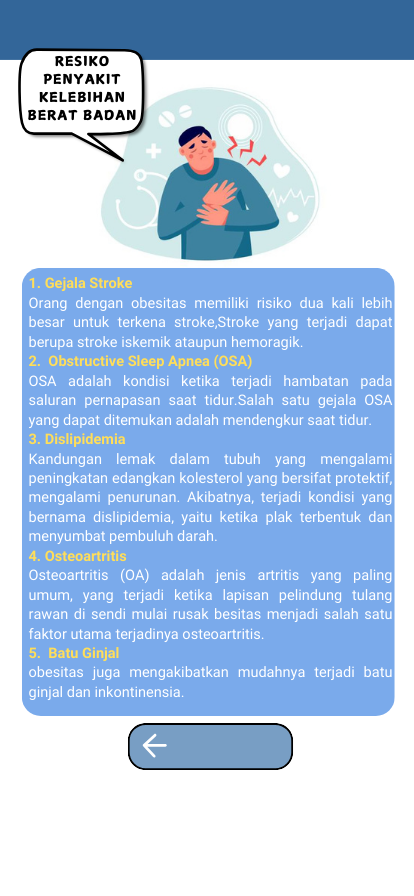 RESIKO
PENYAKIT
KELEBIHAN
BERAT BADAN
1. Gejala Stroke
Orang dengan obesitas memiliki risiko dua kali lebih
besar untuk terkena stroke,Stroke yang terjadi dapat
berupa stroke iskemik ataupun hemoragik.
2. Obstructive Sleep Apnea (OSA)
OSA adalah kondisi ketika terjadi hambatan pada
saluran pernapasan saat tidur.Salah satu gejala OSA
yang dapat ditemukan adalah mendengkur saat tidur.
3. Dislipidemia
Kandungan lemak dalam tubuh yang mengalami
peningkatan edangkan kolesterol yang bersifat protektif,
mengalami penurunan. Akibatnya, terjadi kondisi yang
bernama dislipidemia, yaitu ketika plak terbentuk dan
menyumbat pembuluh darah.
4. Osteoartritis
Osteoartritis (OA) adalah jenis artritis yang paling
umum, yang terjadi ketika lapisan pelindung tulang
rawan di sendi mulai rusak besitas menjadi salah satu
faktor utama terjadinya osteoartritis.
5. Batu Ginjal
obesitas juga mengakibatkan mudahnya terjadi batu
ginjal dan inkontinensia.